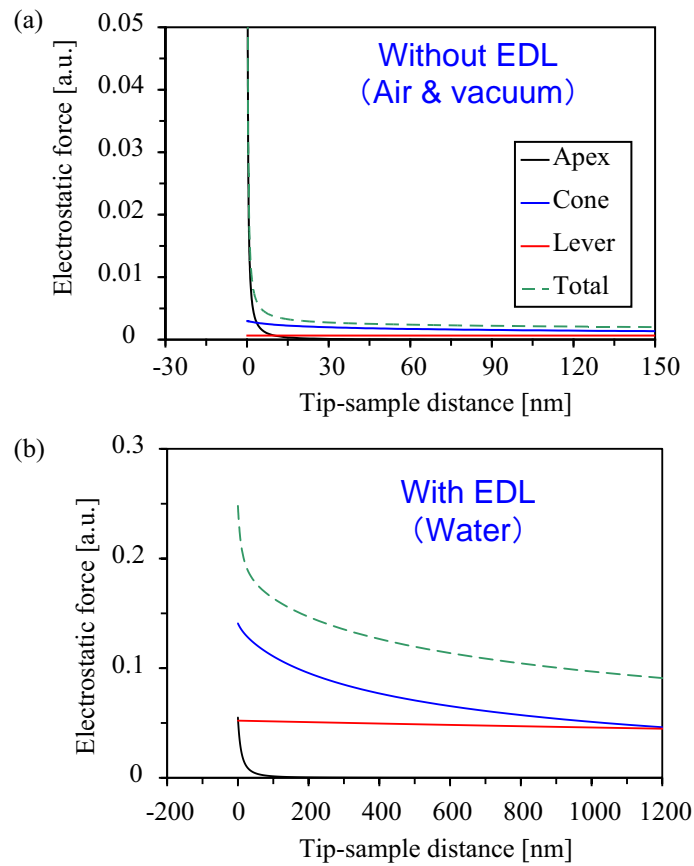 (a)
Electrostatic force [a.u.]
0.05
0.04
0.03
0.02
0.01
0
Without EDL
（Air & vacuum）
Apex
Cone
Lever
Total
-30
0
30
60
90
120
150
Tip-sample distance [nm]
(b)
Electrostatic force [a.u.]
0.3
0.2
0.1
0
With EDL
（Water）
-200
0
200
400
600
800
1000
1200
Tip-sample distance [nm]